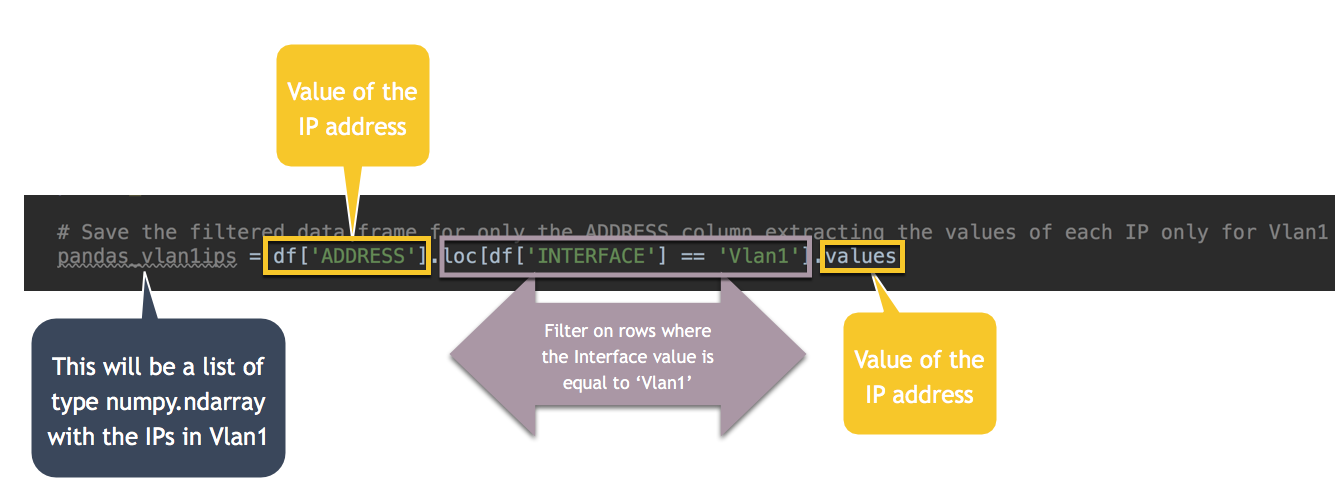 Value of the
IP address
# Save the filtered data frame for only the ADDRESS column extracting the values of each IP only for Vlan1
pandas_vlan1ips = df['ADDRESS'].loc[df['INTERFACE'] == 'Vlan1'].values
This will be a list of
type numpy.ndarray
with the IPs in Vlan1
Filter on rows where
the Interface value is
equal to ‘Vlan1’
Value of the
IP address